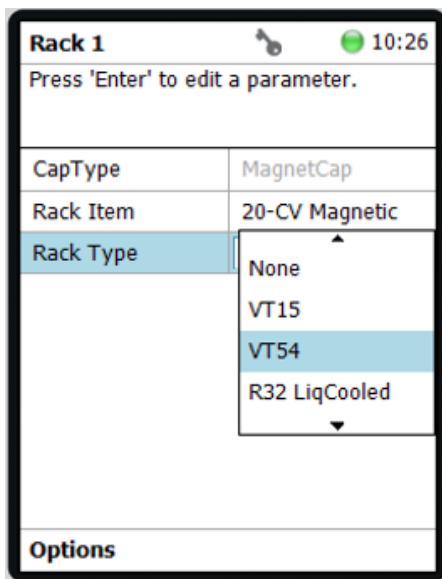 Rack 1 10:26
Press 'Enter' to edit a parameter.
CapType MagnetCap
Rack Item 20-CV Magnetic
Rack Type
None
VT15
VT54
R32 LiqCooled
Options